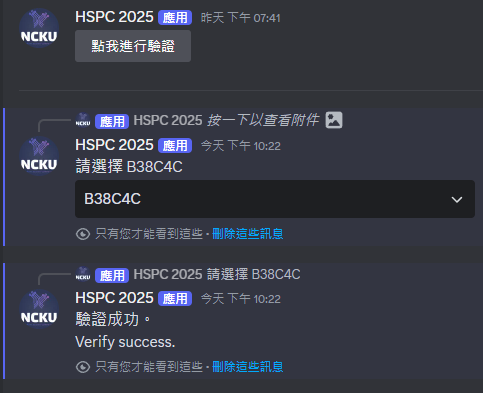 HSPC 2025 應用 昨天 下午 07:41
NCKU
點我進行驗證
NCKU 應用 HSPC 2025 按一下以查看附件
HSPC 2025 應用 今天 下午 10:22
NCKU
請選擇 B38C4C
B38C4C
只有您才能看到這些 • 刪除這些訊息
NCKU 應用 HSPC 2025 請選擇 B38C4C
HSPC 2025 應用 今天 下午 10:22
NCKU
驗證成功。
Verify success.
只有您才能看到這些 • 刪除這些訊息